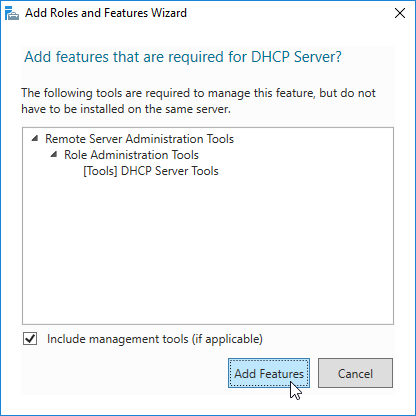 Add Roles and Features Wizard
Add features that are required for DHCP Server?
The following tools are required to manage this feature, but do not
have to be installed on the same server.
Remote Server Administration Tools
Role Administration Tools
[Tools] DHCP Server Tools
Include management tools (if applicable)
Add Features
Cancel